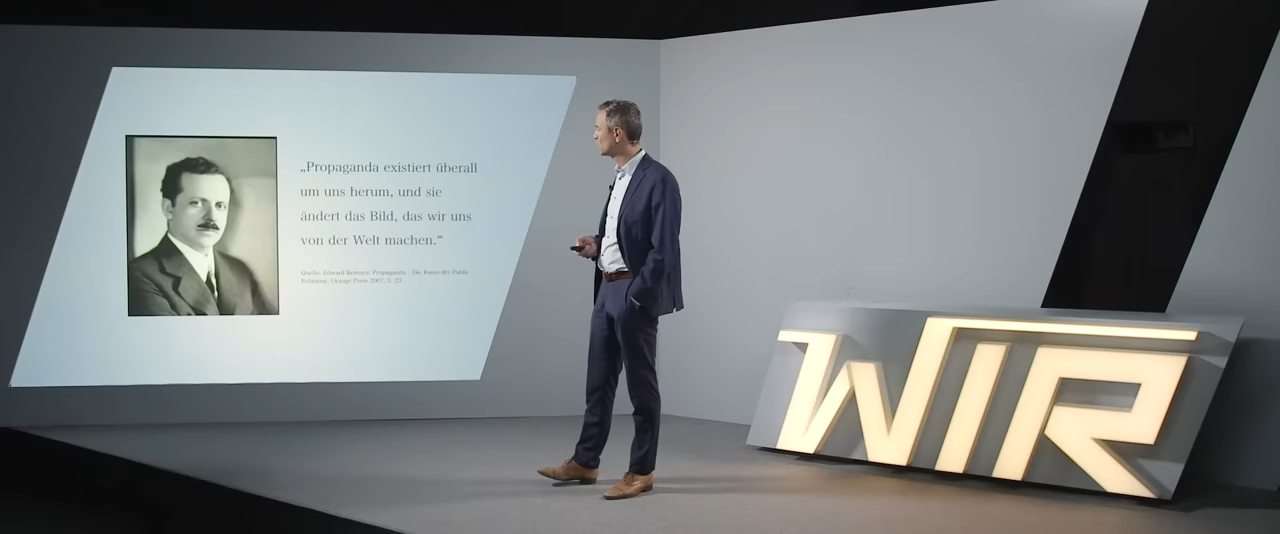 „Propaganda existiert überall
um uns herum, und sie
ändert das Bild, das wir uns
von der Welt machen.“
Quelle: Edward Bernays: Propaganda - Die Kunst der Public
Relations. Orange Press 2007, S. 23
WIR